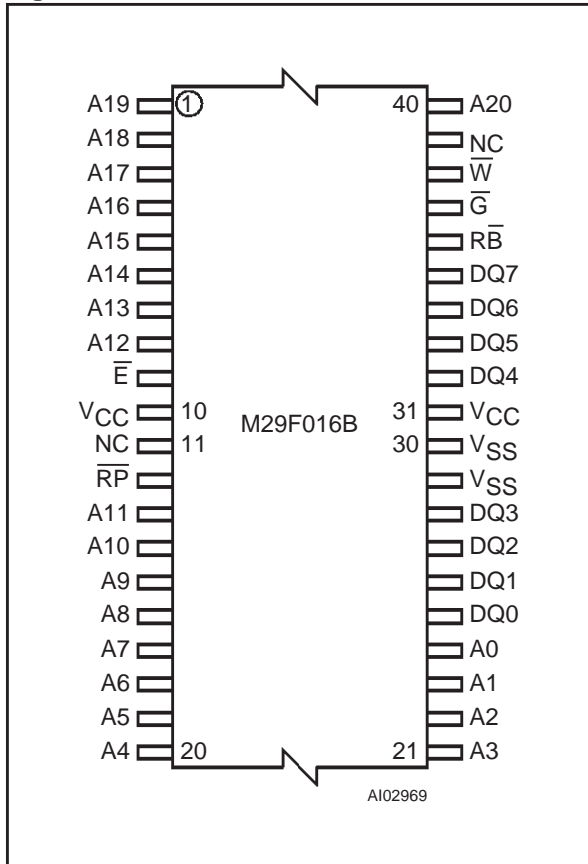 A19 1 40 A20
A18 NC
A17 W̅
A16 G̅
A15 RB̅
A14 DQ7
A13 DQ6
A12 DQ5
E̅ DQ4
VCC 10 31 VCC
M29F016B
NC 11 30 VSS
R̅P̅ VSS
A11 DQ3
A10 DQ2
A9 DQ1
A8 DQ0
A7 A0
A6 A1
A5 A2
A4 20 21 A3
AI02969